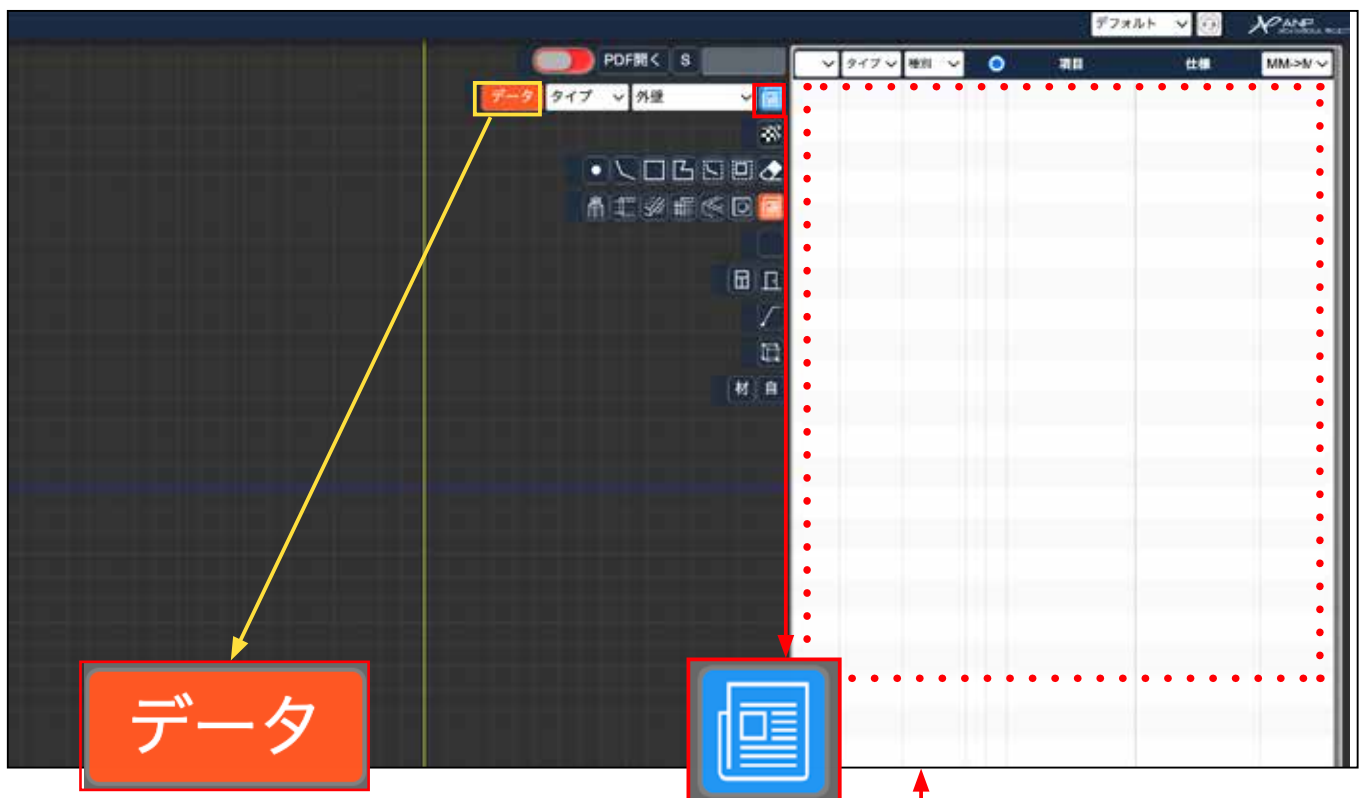 デフォルト
ANP
PDF開く S
タイプ 種別 項目 仕様 MM->M
データ タイプ 外壁
材 自
データ